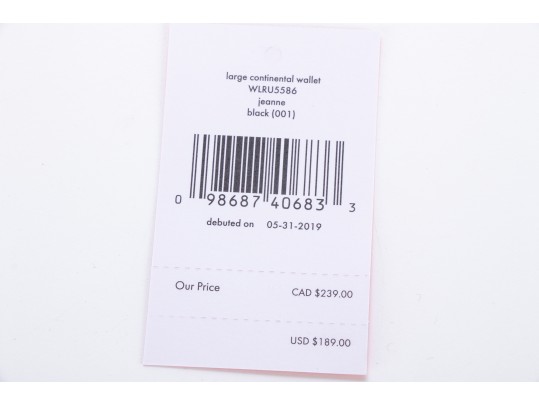 large continental wallet
WLRU5586
jeanne
black (001)
0 98687 40683 3
debuted on 05-31-2019
Our Price CAD $239.00
USD $189.00